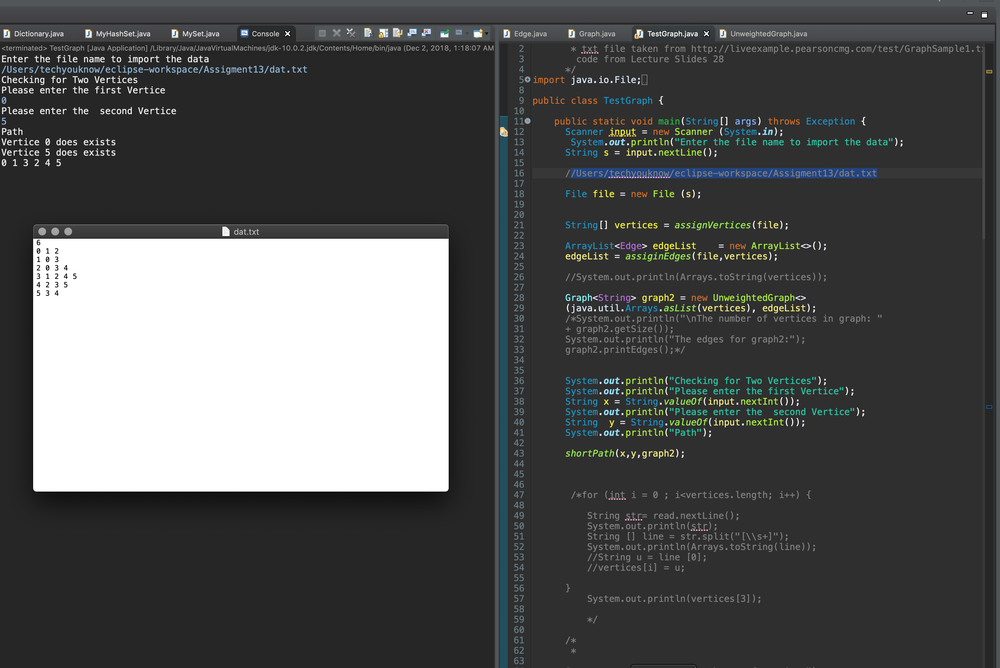 Dictionary.java MyHashSet.java MySet.java Console
<terminated> TestGraph [Java Application] /Library/Java/JavaVirtualMachines/jdk-10.0.2.jdk/Contents/Home/bin/java (Dec 2, 2018, 1:18:07 AM
Enter the file name to import the data
/Users/techyouknow/eclipse-workspace/Assigment13/dat.txt
Checking for Two Vertices
Please enter the first Vertice
0
Please enter the  second Vertice
5
Path
Vertice 0 does exists
Vertice 5 does exists
0 1 3 2 4 5
dat.txt
6
0 1 2
1 0 3
2 0 3 4
3 1 2 4 5
4 2 3 5
5 3 4
Edge.java Graph.java TestGraph.java UnweightedGraph.java
2 * txt file taken from http://liveexample.pearsoncmg.com/test/GraphSample1.t
3 code from Lecture Slides 28
4 */
5 import java.io.File;
8
9 public class TestGraph {
10
11 public static void main(String[] args) throws Exception {
12 Scanner input = new Scanner (System.in);
13 System.out.println("Enter the file name to import the data");
14 String s = input.nextLine();
15
16 //Users/techyouknow/eclipse-workspace/Assigment13/dat.txt
17
18 File file = new File (s);
19
20
21 String[] vertices = assignVertices(file);
22
23 ArrayList<Edge> edgeList    = new ArrayList<>();
24 edgeList = assiginEdges(file,vertices);
25
26 //System.out.println(Arrays.toString(vertices));
27
28 Graph<String> graph2 = new UnweightedGraph<>
29 (java.util.Arrays.asList(vertices), edgeList);
30 /*System.out.println("\nThe number of vertices in graph: "
31 + graph2.getSize());
32 System.out.println("The edges for graph2:");
33 graph2.printEdges();*/
34
35
36 System.out.println("Checking for Two Vertices");
37 System.out.println("Please enter the first Vertice");
38 String x = String.valueOf(input.nextInt());
39 System.out.println("Please enter the  second Vertice");
40 String  y = String.valueOf(input.nextInt());
41 System.out.println("Path");
42
43 shortPath(x,y,graph2);
44
45
46
47 /*for (int i = 0 ; i<vertices.length; i++) {
48
49 String str= read.nextLine();
50 System.out.println(str);
51 String [] line = str.split("[\\s+]");
52 System.out.println(Arrays.toString(line));
53 //String u = line [0];
54 //vertices[i] = u;
55
56 }
57 System.out.println(vertices[3]);
58
59 */
60
61 /*
62 *
63